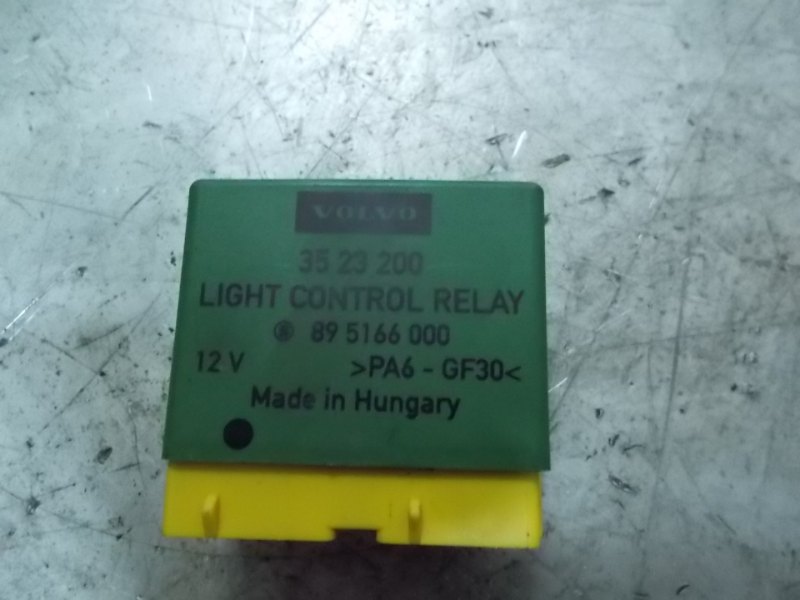 VOLVO
35 23 200
LIGHT CONTROL RELAY
89 5166 000
12 V >PA6 - GF30<
Made in Hungary